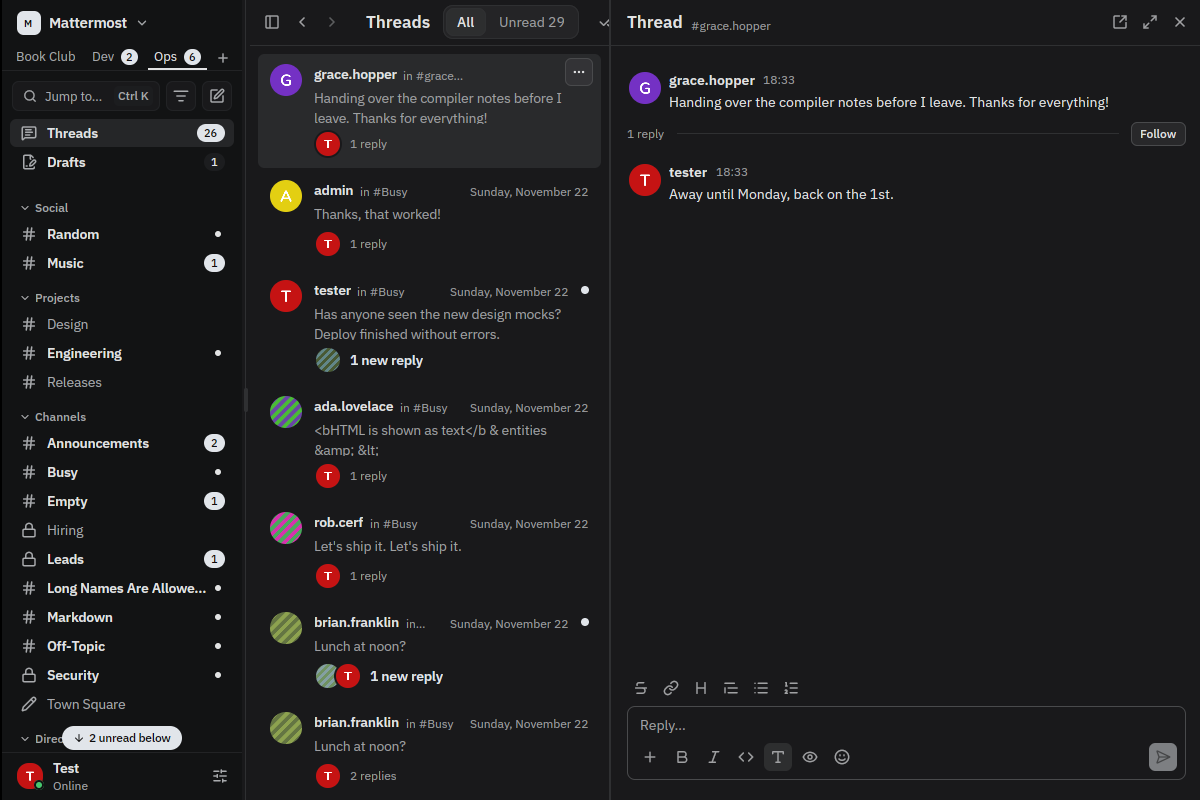 M Mattermost
Book Club Dev 2 Ops 6
Jump to... Ctrl K
Threads 26
Drafts 1
Social
Random
Music 1
Projects
Design
Engineering
Releases
Channels
Announcements 2
Busy
Empty 1
Hiring
Leads 1
Long Names Are Allowe...
Markdown
Off-Topic
Security
Town Square
Direc
2 unread below
T Test
Online
Threads All Unread 29
G grace.hopper in #grace...
Handing over the compiler notes before I
leave. Thanks for everything!
T 1 reply
A admin in #Busy Sunday, November 22
Thanks, that worked!
T 1 reply
T tester in #Busy Sunday, November 22
Has anyone seen the new design mocks?
Deploy finished without errors.
1 new reply
ada.lovelace in #Busy Sunday, November 22
<bHTML is shown as text</b & entities
&amp; &lt;
T 1 reply
rob.cerf in #Busy Sunday, November 22
Let's ship it. Let's ship it.
T 1 reply
brian.franklin in... Sunday, November 22
Lunch at noon?
T 1 new reply
brian.franklin in #Busy Sunday, November 22
Lunch at noon?
T 2 replies
Thread #grace.hopper
G grace.hopper 18:33
Handing over the compiler notes before I leave. Thanks for everything!
1 reply Follow
T tester 18:33
Away until Monday, back on the 1st.
Reply...